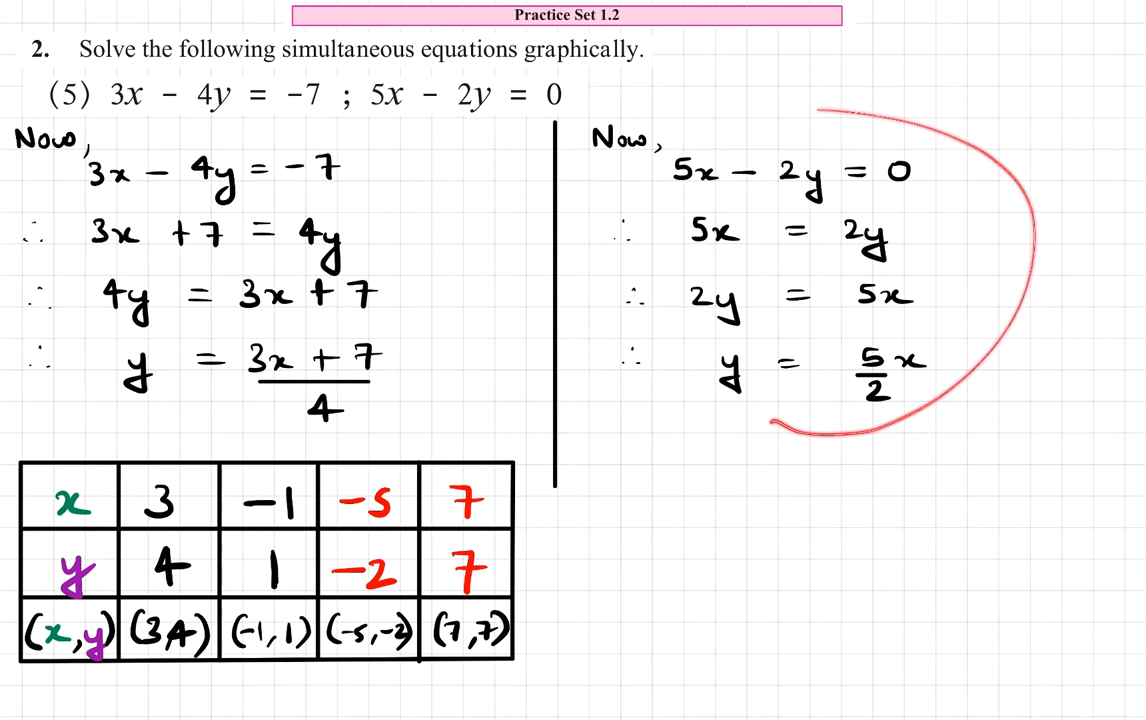 Practice Set 1.2
2. Solve the following simultaneous equations graphically.
(5) 3x - 4y = -7 ; 5x - 2y = 0
Now,
3x - 4y = -7
∴ 3x + 7 = 4y
∴ 4y = 3x + 7
∴ y = 3x + 7
4
x 3 -1 -5 7
y 4 1 -2 7
(x,y) (3,4) (-1,1) (-5,-2) (7,7)
Now,
5x - 2y = 0
∴ 5x = 2y
∴ 2y = 5x
∴ y = 5/2 x